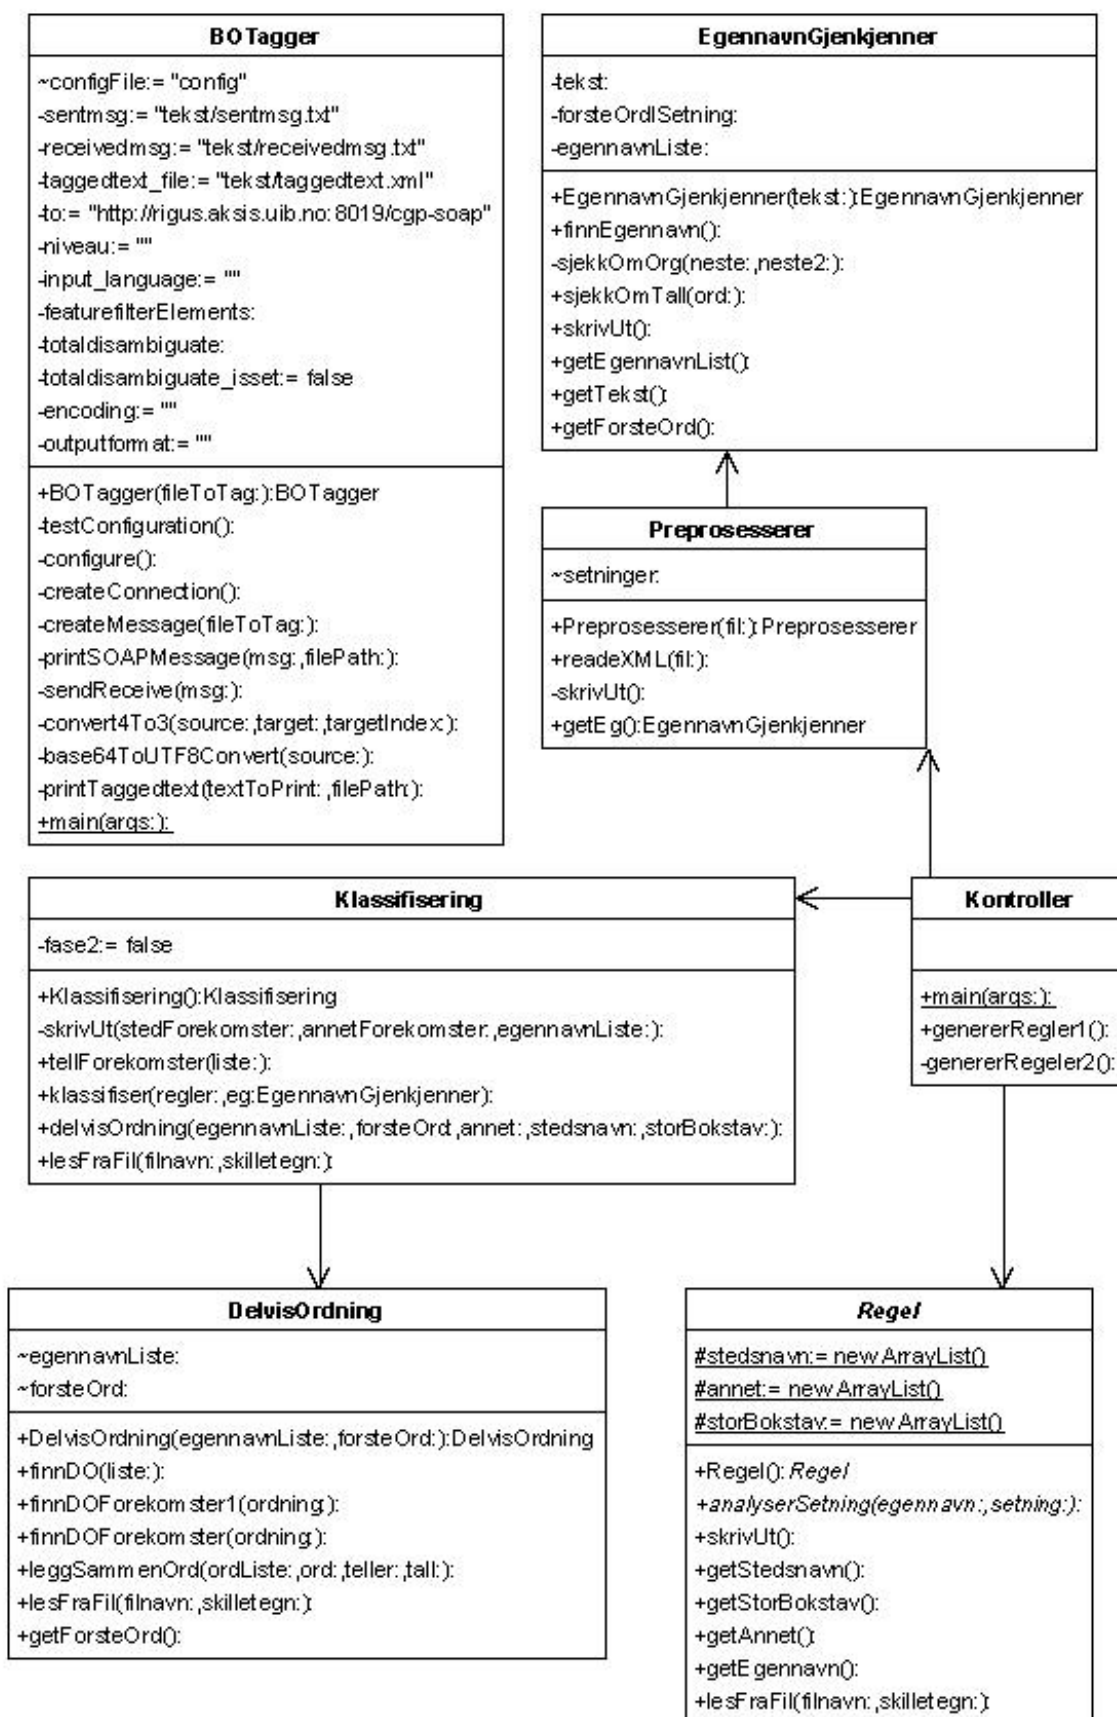 BOTagger
~configFile:= "config"
-sentmsg:= "tekst/sentmsg.txt"
-receivedmsg:= "tekst/receivedmsg.txt"
-taggedtext_file:= "tekst/taggedtext.xml"
-to:= "http://rigus.aksis.uib.no:8019/cgp-soap"
-niveau:= ""
-input_language:= ""
-featurefilterElements:
-totaldisambiguate:
-totaldisambiguate_isset:= false
-encoding:= ""
-outputformat:= ""
+BOTagger(fileToTag:):BOTagger
-testConfiguration():
-configure():
-createConnection():
-createMessage(fileToTag:):
-printSOAPMessage(msg:,filePath:):
-sendReceive(msg:):
-convert4To3(source:,target:,targetIndex:):
-base64ToUTF8Convert(source:):
-printTaggedtext(textToPrint:,filePath:):
+main(args:):
EgennavnGjenkjenner
-tekst:
-forsteOrdISetning:
-egennavnListe:
+EgennavnGjenkjenner(tekst:):EgennavnGjenkjenner
+finnEgennavn():
-sjekkOmOrg(neste:,neste2:):
+sjekkOmTall(ord:):
+skrivUt():
+getEgennavnList():
+getTekst():
+getForsteOrd():
Preprosesserer
~setninger:
+Preprosesserer(fil:):Preprosesserer
+readeXML(fil:):
-skrivUt():
+getEg():EgennavnGjenkjenner
Klassifisering
-fase2:= false
+Klassifisering():Klassifisering
-skrivUt(stedForekomster:,annetForekomster:,egennavnListe:):
+tellForekomster(liste:):
+klassifiser(regler:,eg:EgennavnGjenkjenner):
+delvisOrdning(egennavnListe:,forsteOrd:,annet:,stedsnavn:,storBokstav:):
+lesFraFil(filnavn:,skilletegn:):
Kontroller
+main(args:):
+genererRegler1():
-genererRegeler2():
DelvisOrdning
~egennavnListe:
~forsteOrd:
+DelvisOrdning(egennavnListe:,forsteOrd:):DelvisOrdning
+finnDO(liste:):
+finnDOForekomster1(ordning:):
+finnDOForekomster(ordning:):
+leggSammenOrd(ordListe:,ord:,teller:,tall:):
+lesFraFil(filnavn:,skilletegn:):
+getForsteOrd():
Regel
#stedsnavn:= new ArrayList()
#annet:= new ArrayList()
#storBokstav:= new ArrayList()
+Regel():Regel
+analyserSetning(egennavn:,setning:):
+skrivUt():
+getStedsnavn():
+getStorBokstav():
+getAnnet():
+getEgennavn():
+lesFraFil(filnavn:,skilletegn:):